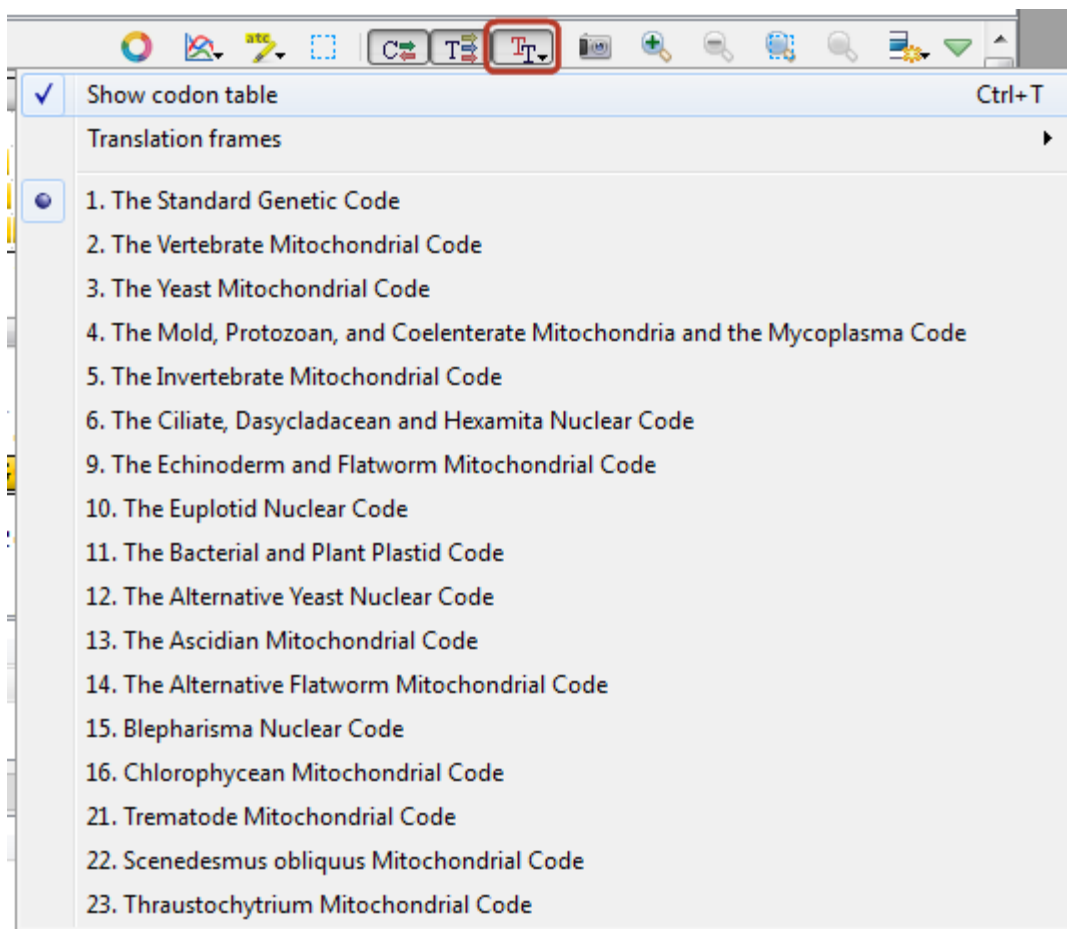 atc
C T TT
Show codon table Ctrl+T
Translation frames
1. The Standard Genetic Code
2. The Vertebrate Mitochondrial Code
3. The Yeast Mitochondrial Code
4. The Mold, Protozoan, and Coelenterate Mitochondria and the Mycoplasma Code
5. The Invertebrate Mitochondrial Code
6. The Ciliate, Dasycladacean and Hexamita Nuclear Code
9. The Echinoderm and Flatworm Mitochondrial Code
10. The Euplotid Nuclear Code
11. The Bacterial and Plant Plastid Code
12. The Alternative Yeast Nuclear Code
13. The Ascidian Mitochondrial Code
14. The Alternative Flatworm Mitochondrial Code
15. Blepharisma Nuclear Code
16. Chlorophycean Mitochondrial Code
21. Trematode Mitochondrial Code
22. Scenedesmus obliquus Mitochondrial Code
23. Thraustochytrium Mitochondrial Code